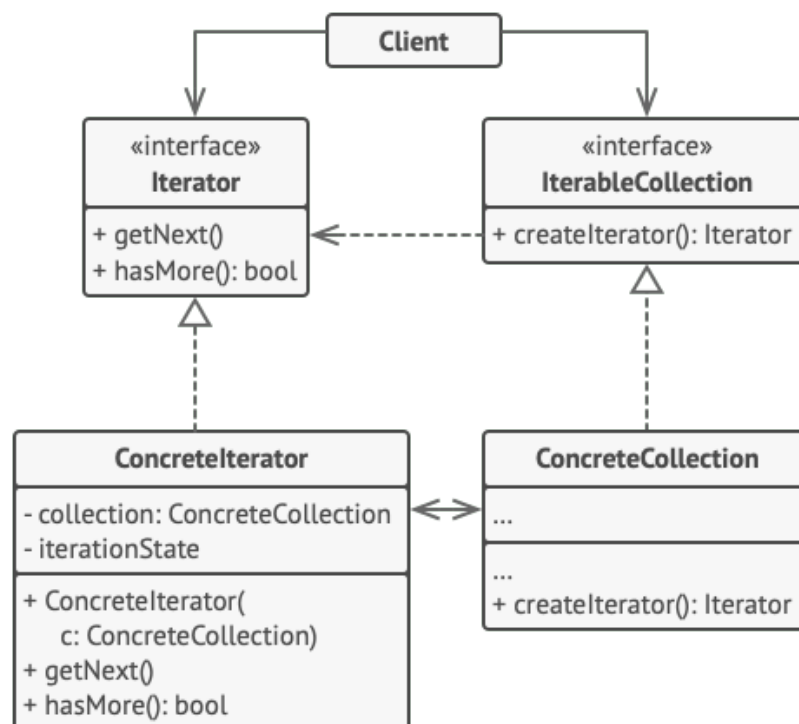 Client
«interface»
Iterator
+ getNext()
+ hasMore(): bool
«interface»
IterableCollection
+ createIterator(): Iterator
ConcreteIterator
- collection: ConcreteCollection
- iterationState
+ ConcreteIterator(
c: ConcreteCollection)
+ getNext()
+ hasMore(): bool
ConcreteCollection
...
...
+ createIterator(): Iterator